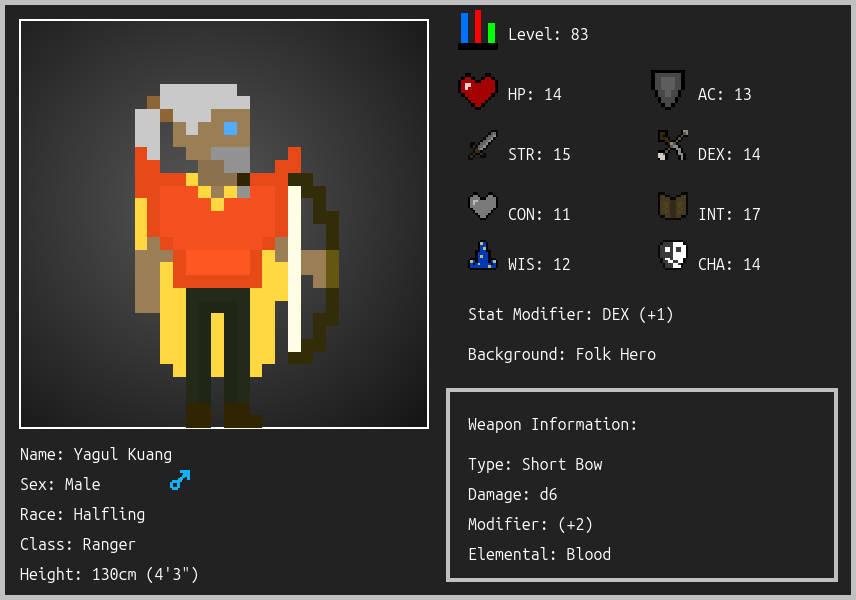 Level: 83
HP: 14
AC: 13
STR: 15
DEX: 14
CON: 11
INT: 17
WIS: 12
CHA: 14
Stat Modifier: DEX (+1)
Background: Folk Hero
Weapon Information:
Type: Short Bow
Damage: d6
Modifier: (+2)
Elemental: Blood
Name: Yagul Kuang
Sex: Male
Race: Halfling
Class: Ranger
Height: 130cm (4'3")